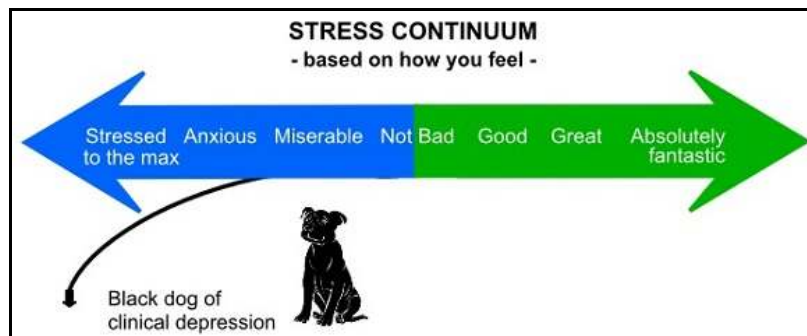 STRESS CONTINUUM
- based on how you feel -
Stressed to the max Anxious Miserable Not Bad Good Great Absolutely fantastic
Black dog of
clinical depression